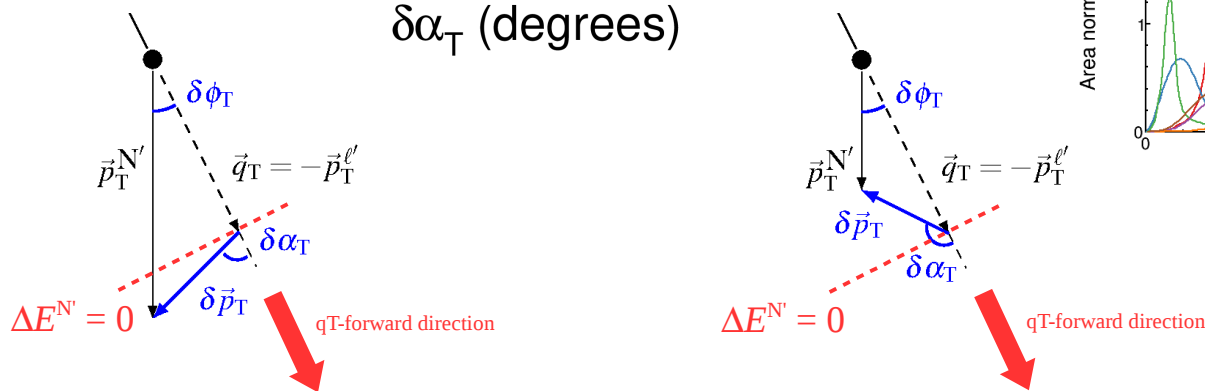 δα_T (degrees)
Area norm
1
0
δϕ_T
p⃗_T^N′
q⃗_T = −p⃗_T^ℓ′
δα_T
δp⃗_T
ΔE^N' = 0
qT-forward direction
δϕ_T
p⃗_T^N′
q⃗_T = −p⃗_T^ℓ′
δp⃗_T
δα_T
ΔE^N' = 0
qT-forward direction